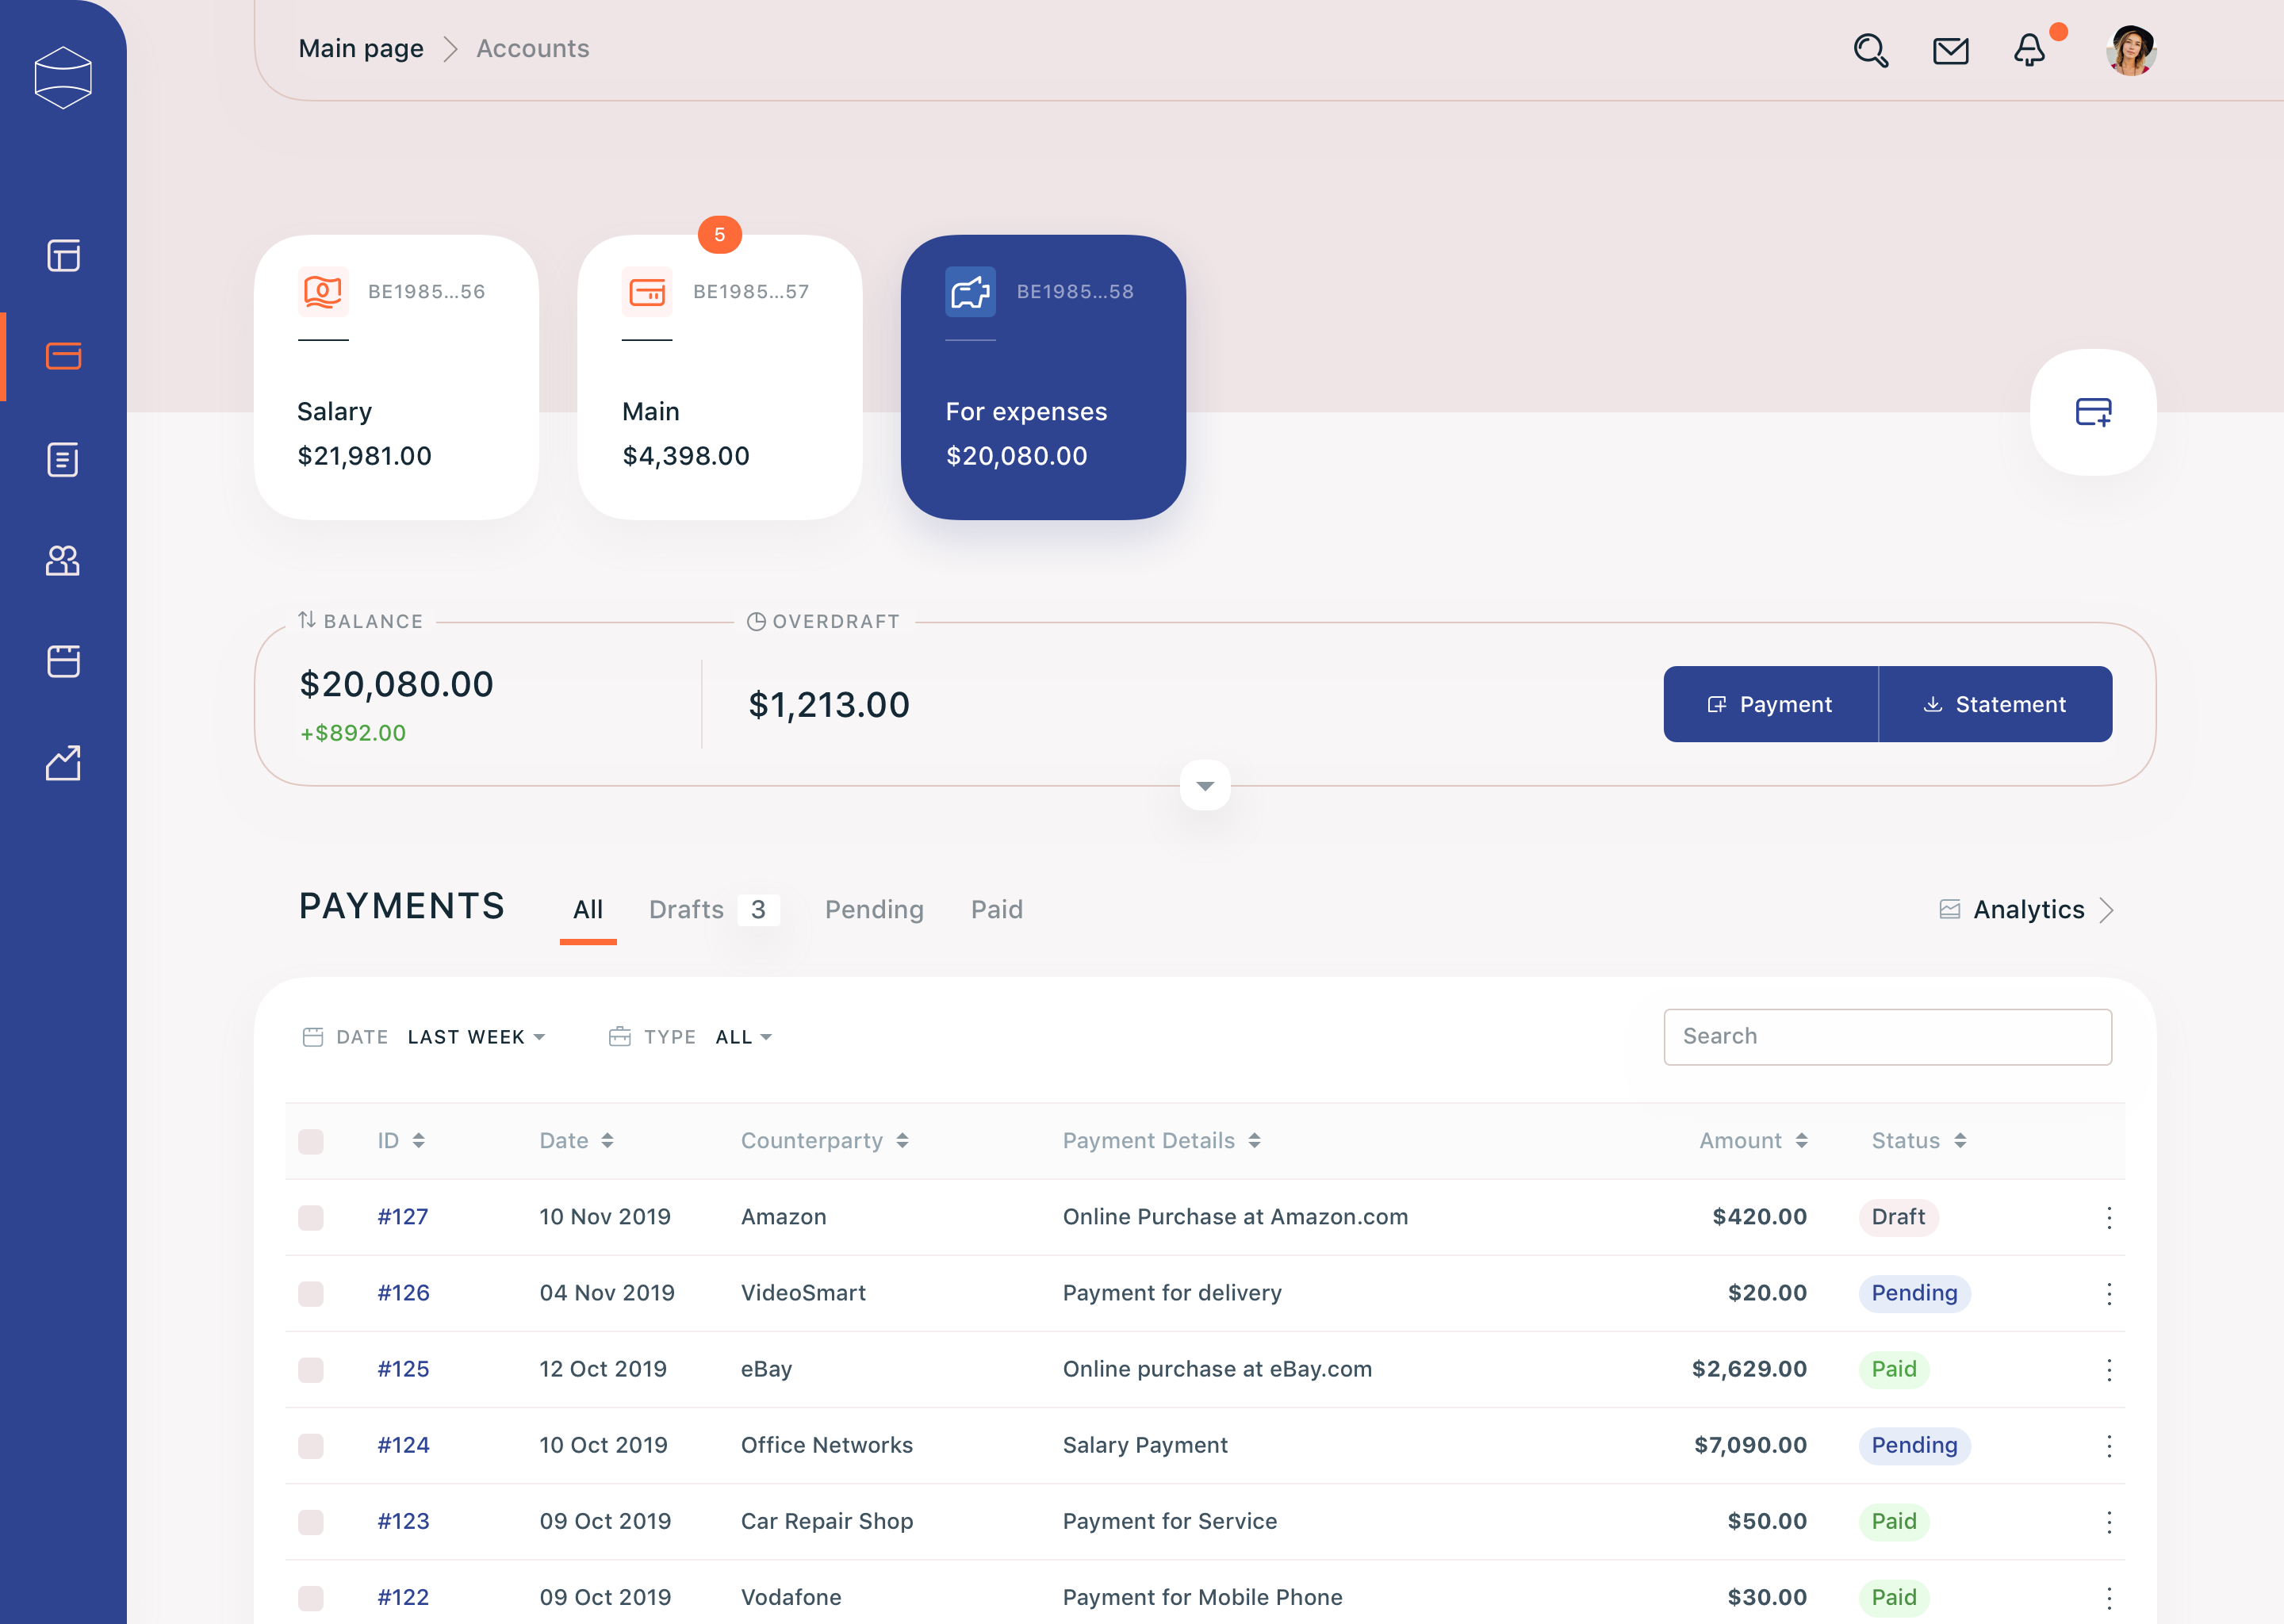 Main page Accounts
5
BE1985...56
Salary
$21,981.00
BE1985...57
Main
$4,398.00
BE1985...58
For expenses
$20,080.00
BALANCE
$20,080.00
+$892.00
OVERDRAFT
$1,213.00
Payment Statement
PAYMENTS All Drafts 3 Pending Paid Analytics
DATE LAST WEEK TYPE ALL Search
ID Date Counterparty Payment Details Amount Status
#127 10 Nov 2019 Amazon Online Purchase at Amazon.com $420.00 Draft
#126 04 Nov 2019 VideoSmart Payment for delivery $20.00 Pending
#125 12 Oct 2019 eBay Online purchase at eBay.com $2,629.00 Paid
#124 10 Oct 2019 Office Networks Salary Payment $7,090.00 Pending
#123 09 Oct 2019 Car Repair Shop Payment for Service $50.00 Paid
#122 09 Oct 2019 Vodafone Payment for Mobile Phone $30.00 Paid